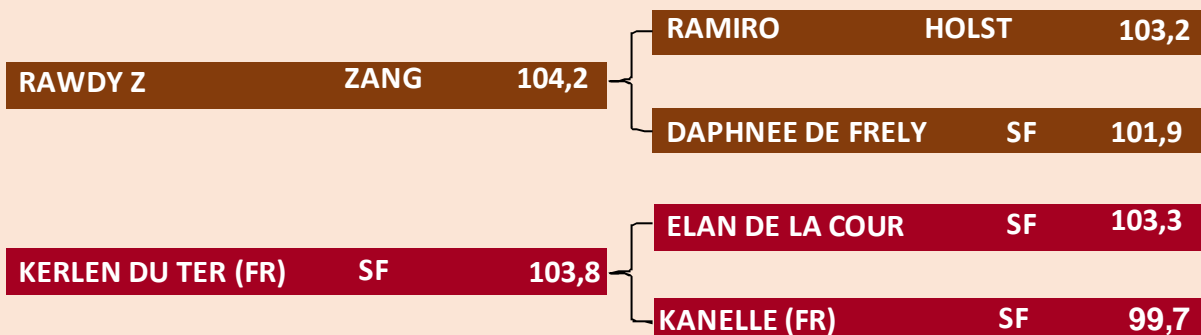 RAMIRO HOLST 103,2
RAWDY Z ZANG 104,2
DAPHNEE DE FRELY SF 101,9
ELAN DE LA COUR SF 103,3
KERLEN DU TER (FR) SF 103,8
KANELLE (FR) SF 99,7